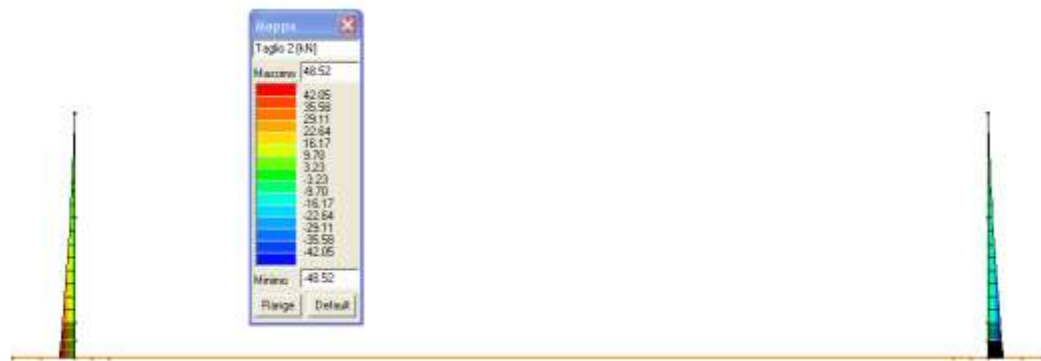 Mappa
Taglio 2 [kN]
Massimo 48.52
42.05
35.58
29.11
22.64
16.17
9.70
3.23
-3.23
-9.70
-16.17
-22.64
-29.11
-35.58
-42.05
Minimo -48.52
Range Default